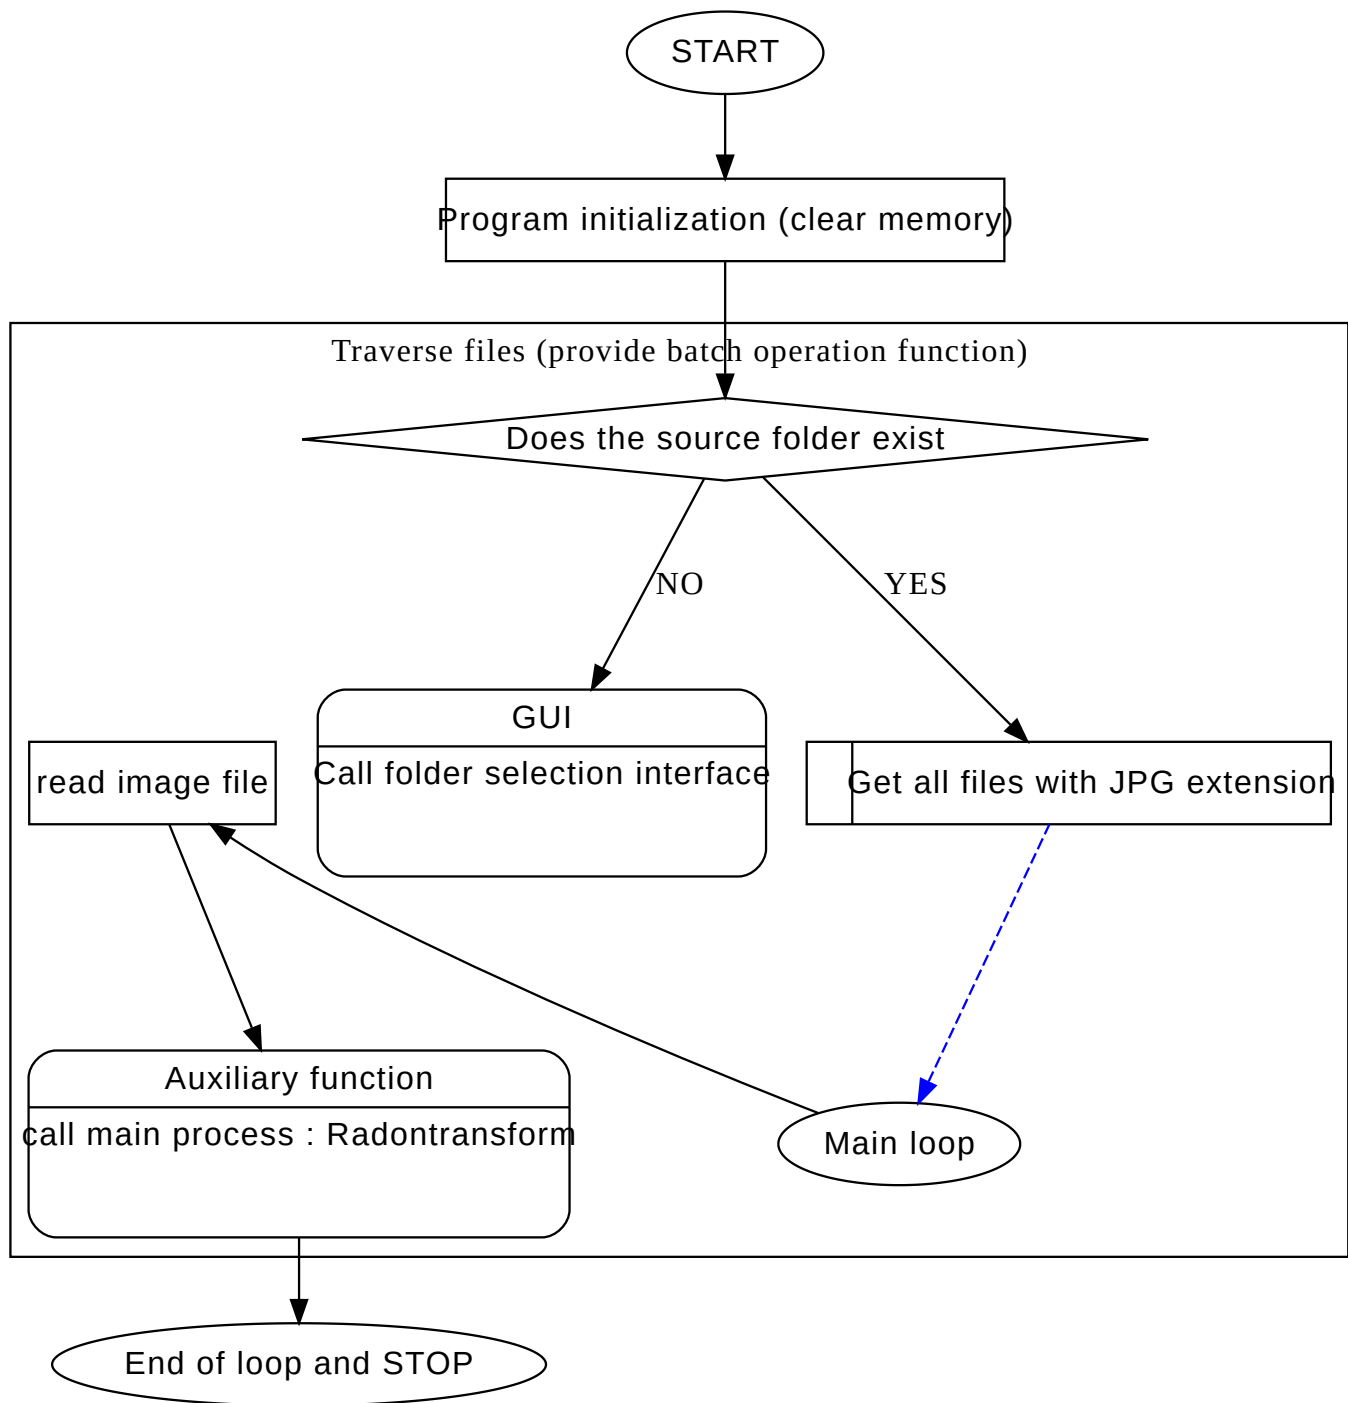 START
Program initialization (clear memory)
Traverse files (provide batch operation function)
Does the source folder exist
NO
YES
GUI
Call folder selection interface
read image file
Get all files with JPG extension
Auxiliary function
call main process : Radontransform
Main loop
End of loop and STOP